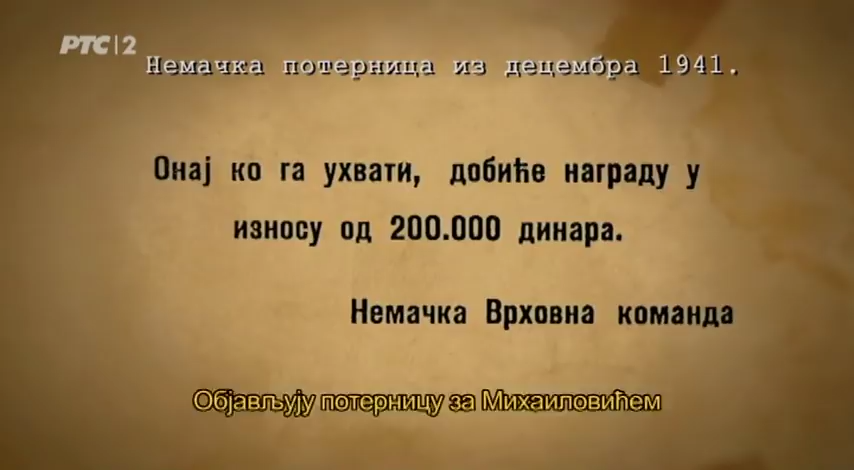 РТС|2
Немачка потерница из децембра 1941.
Онај ко га ухвати, добиће награду у
износу од 200.000 динара.
Немачка Врховна команда
Објављују потерницу за Михаиловићем